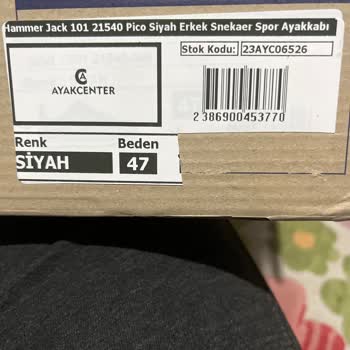 Hammer Jack 101 21540 Pico Siyah Erkek Snekaer Spor Ayakkabı
Stok Kodu: 23AYC06526
AYAKCENTER
2386900453770
Renk Beden
SİYAH 47